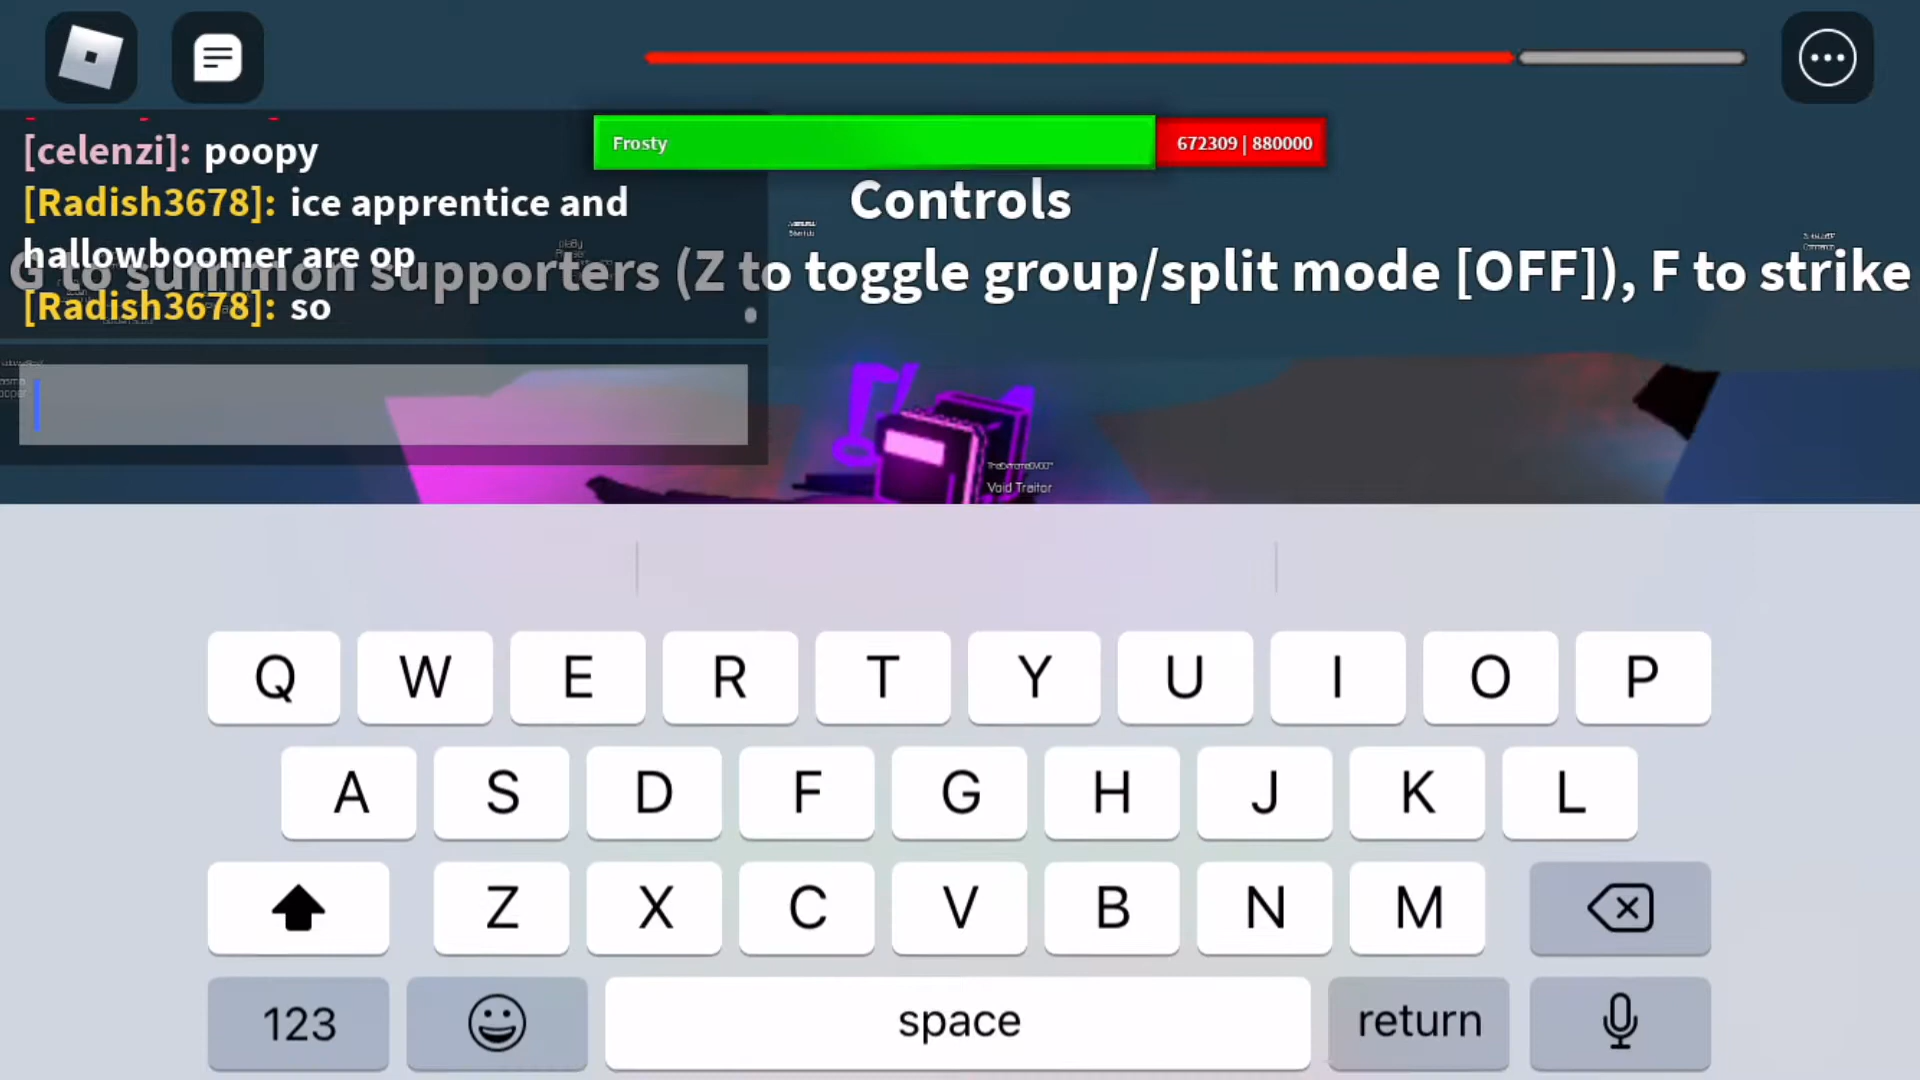 [celenzi]: poopy
[Radish3678]: ice apprentice and
hallowboomer are op
[Radish3678]: so
Frosty
672309 | 880000
Controls
G to summon supporters (Z to toggle group/split mode [OFF]), F to strike
Void Traitor
Q W E R T Y U I O P
A S D F G H J K L
Z X C V B N M
123 space return